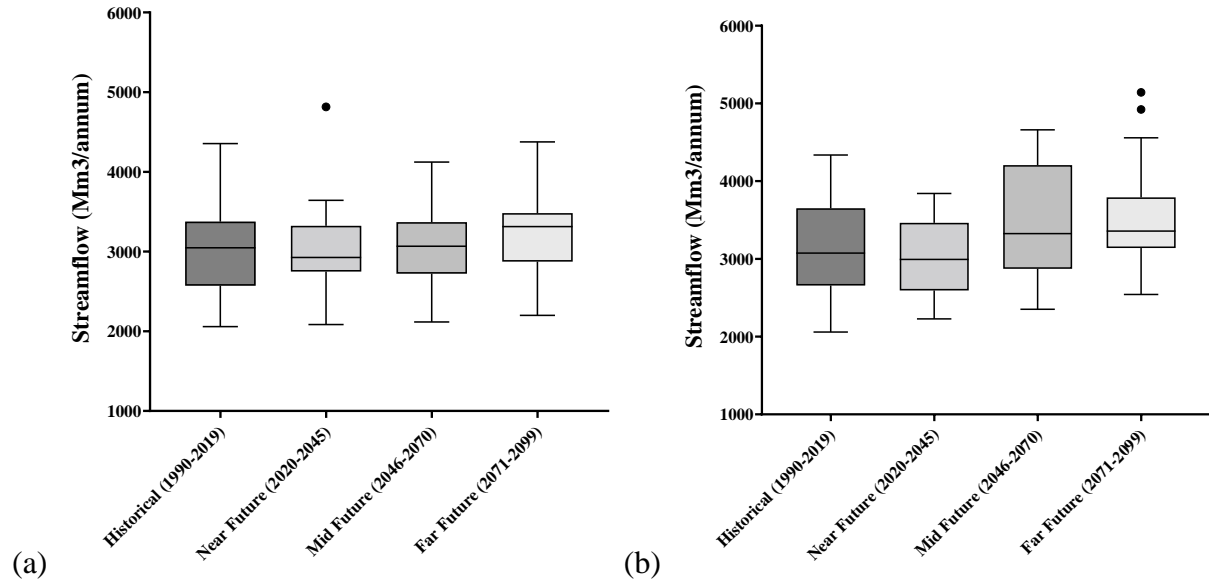 6000
5000
4000
3000
2000
1000
Streamflow (Mm3/annum)
Historical (1990-2019)
Near Future (2020-2045)
Mid Future (2046-2070)
Far Future (2071-2099)
(a)
6000
5000
4000
3000
2000
1000
Streamflow (Mm3/annum)
Historical (1990-2019)
Near Future (2020-2045)
Mid Future (2046-2070)
Far Future (2071-2099)
(b)